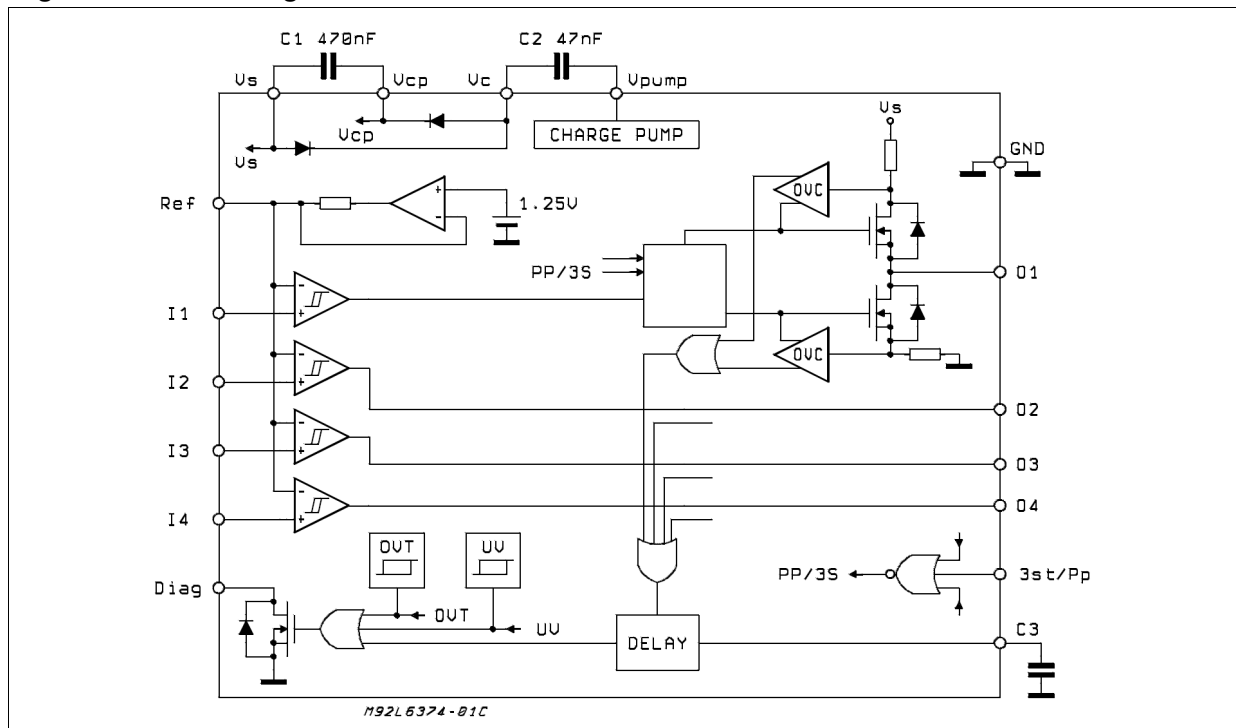 C1 470nF
C2 47nF
Vs
Vcp
Vc
Vpump
Vs
Vcp
CHARGE PUMP
Vs
GND
OVC
Ref
+
-
1.25V
PP/3S
O1
-
+
I1
OVC
-
+
I2
O2
-
+
I3
O3
-
+
I4
O4
OVT
UV
PP/3S
3st/Pp
Diag
OVT
UV
DELAY
C3
M92L6374-01C